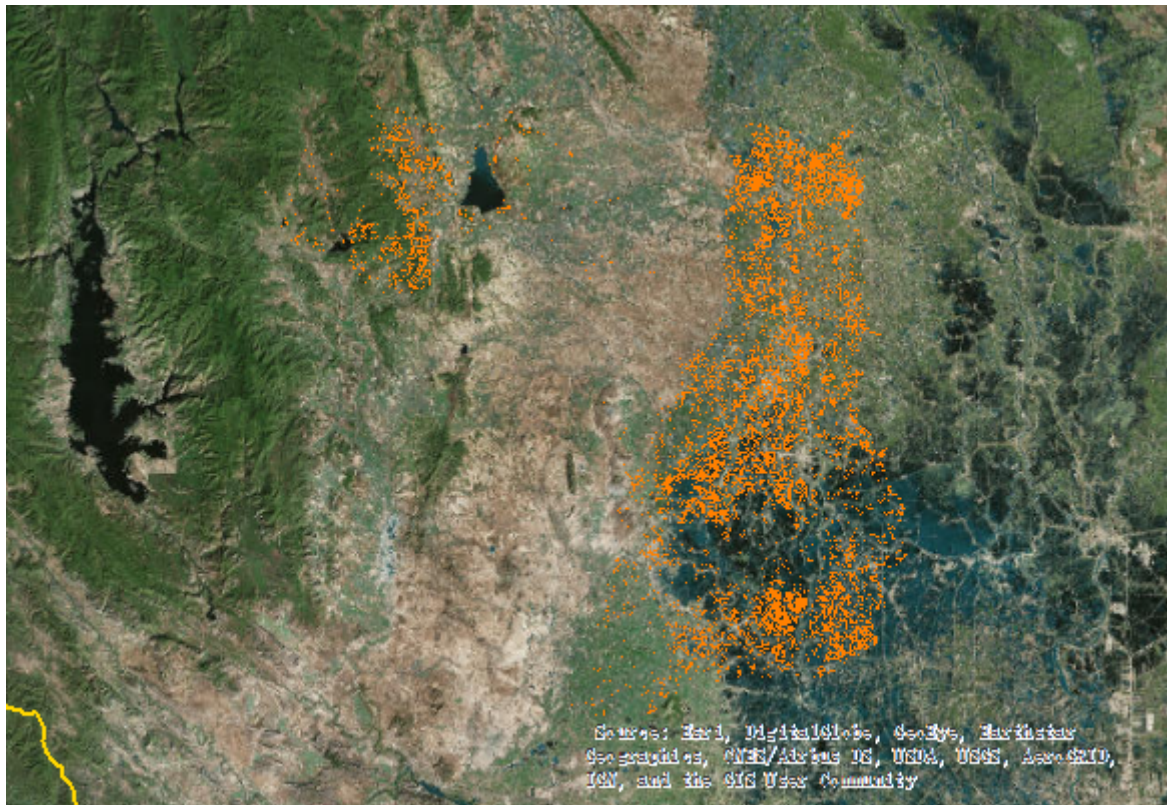 Source: Esri, DigitalGlobe, GeoEye, Earthstar
Geographics, CNES/Airbus DS, USDA, USGS, AeroGRID,
IGN, and the GIS User Community